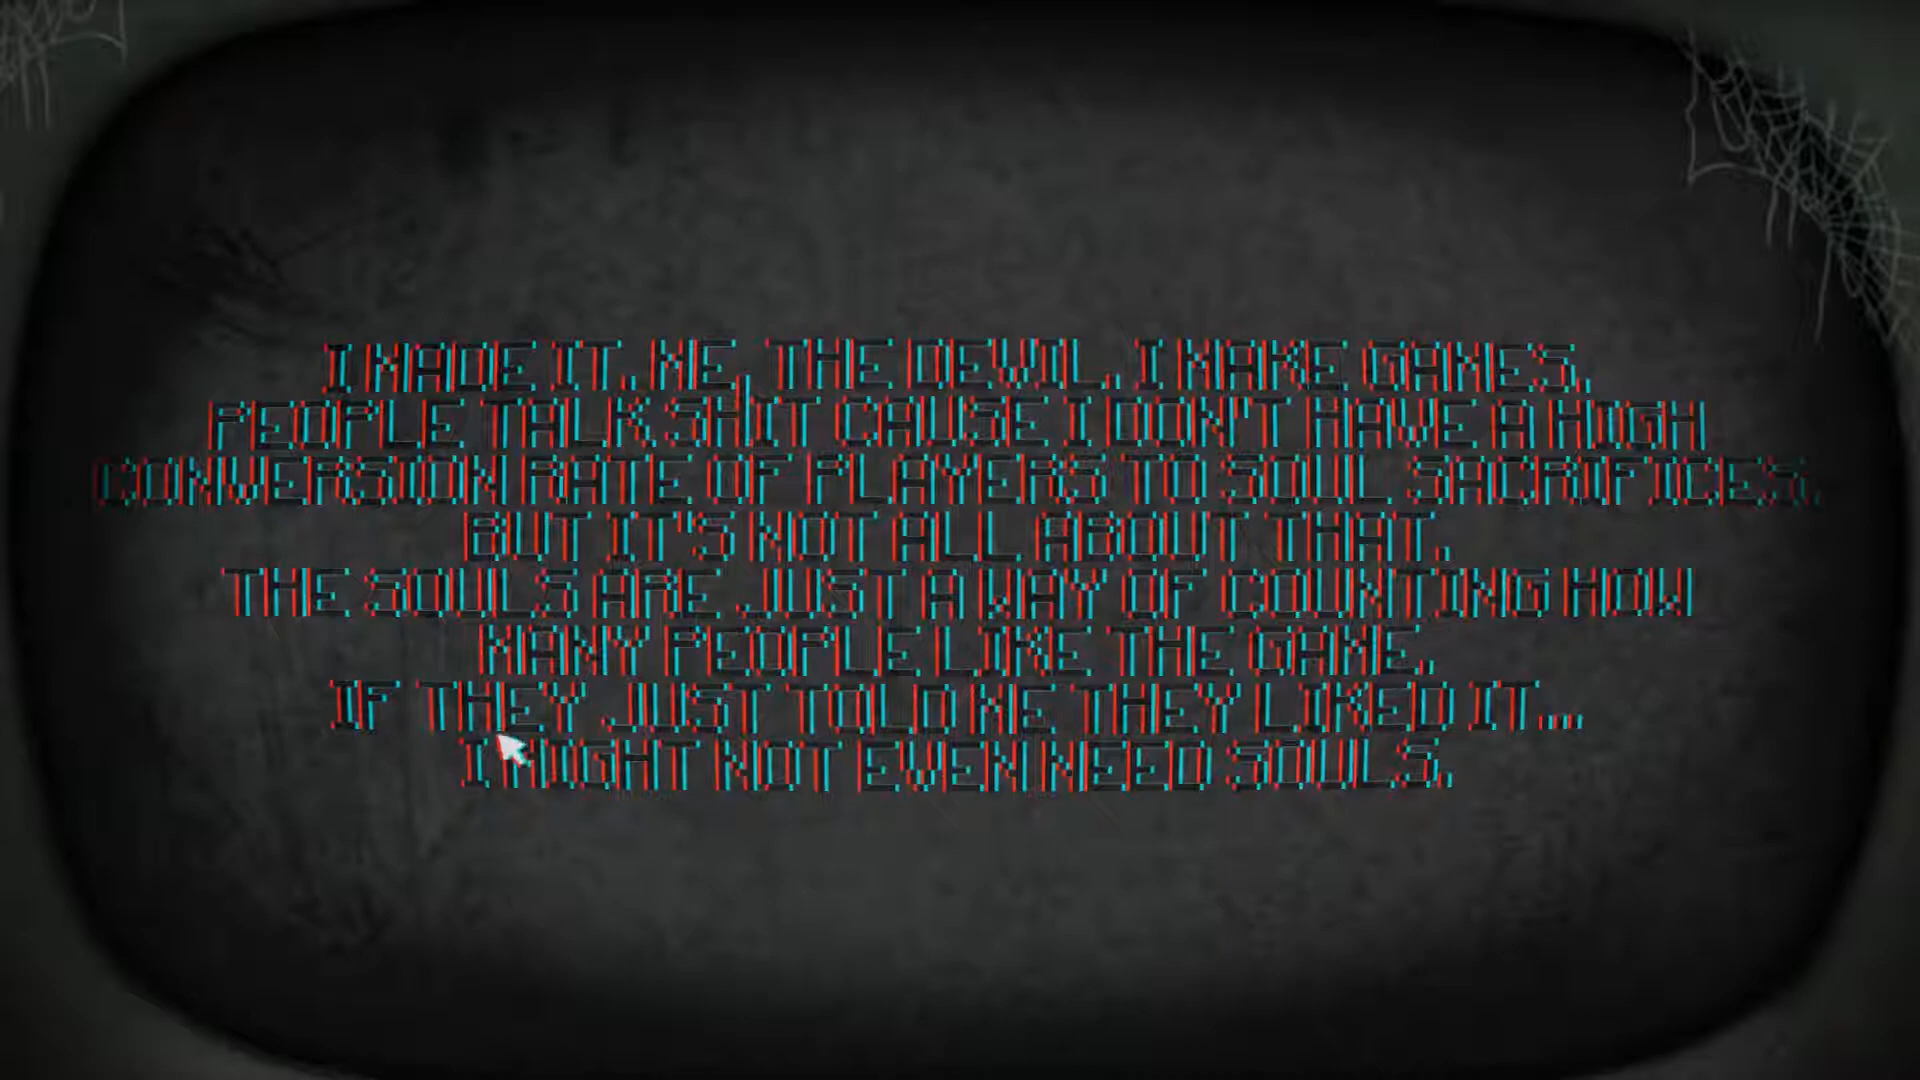 I MADE IT. ME, THE DEVIL. I MAKE GAMES.
PEOPLE TALK SHIT CAUSE I DON'T HAVE A HIGH
CONVERSION RATE OF PLAYERS TO SOUL SACRIFICES.
BUT IT'S NOT ALL ABOUT THAT.
THE SOULS ARE JUST A WAY OF COUNTING HOW
MANY PEOPLE LIKE THE GAME.
IF THEY JUST TOLD ME THEY LIKED IT...
I MIGHT NOT EVEN NEED SOULS.